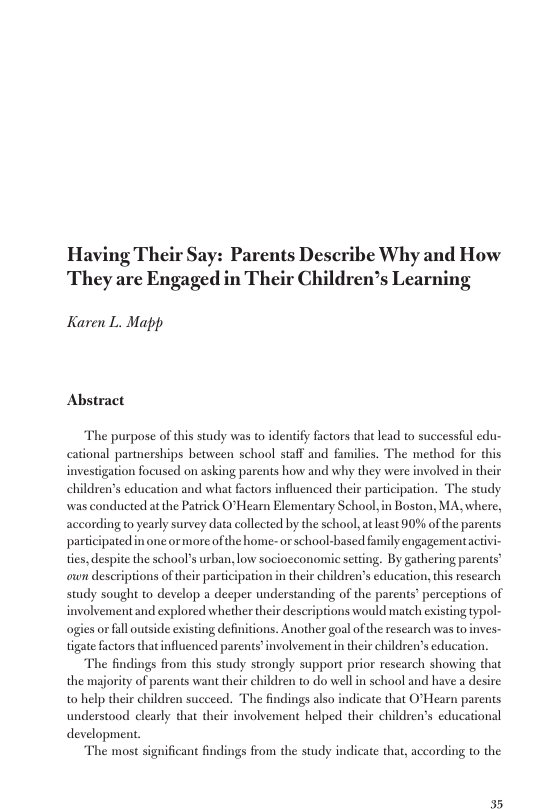 Having Their Say:  Parents Describe Why and How
They are Engaged in Their Children's Learning
Karen L. Mapp
Abstract
The purpose of this study was to identify factors that lead to successful edu-
cational partnerships between school staff and families. The method for this
investigation focused on asking parents how and why they were involved in their
children's education and what factors influenced their participation.  The study
was conducted at the Patrick O'Hearn Elementary School, in Boston, MA, where,
according to yearly survey data collected by the school, at least 90% of the parents
participated in one or more of the home- or school-based family engagement activi-
ties, despite the school's urban, low socioeconomic setting.  By gathering parents'
own descriptions of their participation in their children's education, this research
study sought to develop a deeper understanding of the parents' perceptions of
involvement and explored whether their descriptions would match existing typol-
ogies or fall outside existing definitions. Another goal of the research was to inves-
tigate factors that influenced parents' involvement in their children's education.
The findings from this study strongly support prior research showing that
the majority of parents want their children to do well in school and have a desire
to help their children succeed.  The findings also indicate that O'Hearn parents
understood clearly that their involvement helped their children's educational
development.
The most significant findings from the study indicate that, according to the
35